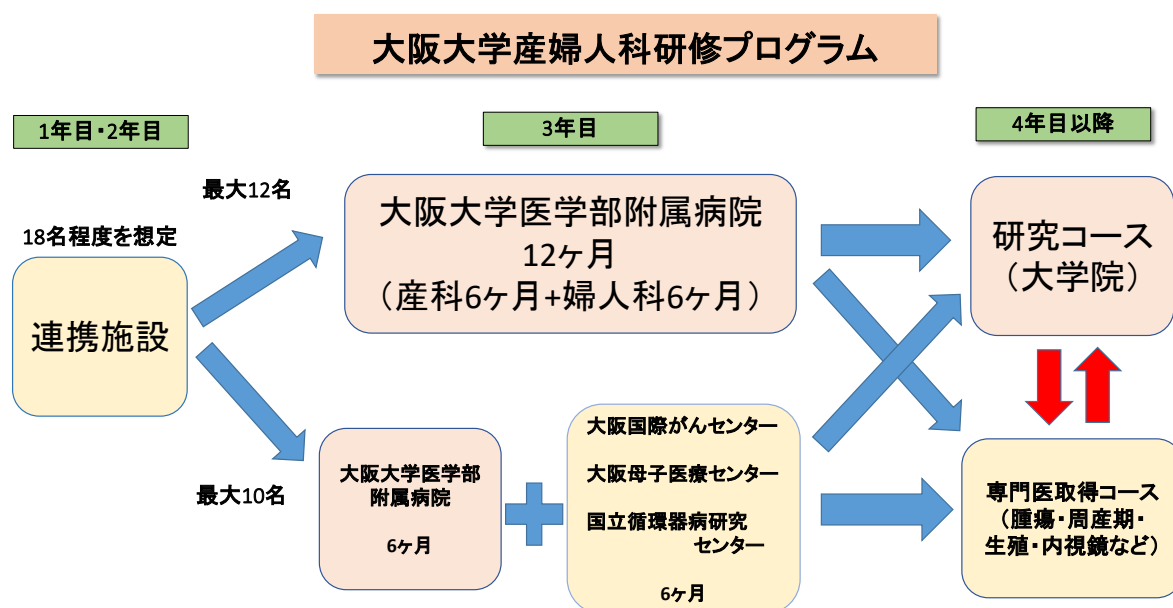 大阪大学産婦人科研修プログラム
1年目・2年目
3年目
4年目以降
最大12名
18名程度を想定
連携施設
大阪大学医学部附属病院
12ヶ月
（産科6ヶ月+婦人科6ヶ月）
研究コース
（大学院）
最大10名
大阪大学医学部
附属病院
6ヶ月
大阪国際がんセンター
大阪母子医療センター
国立循環器病研究
センター
6ヶ月
専門医取得コース
（腫瘍・周産期・
生殖・内視鏡など）